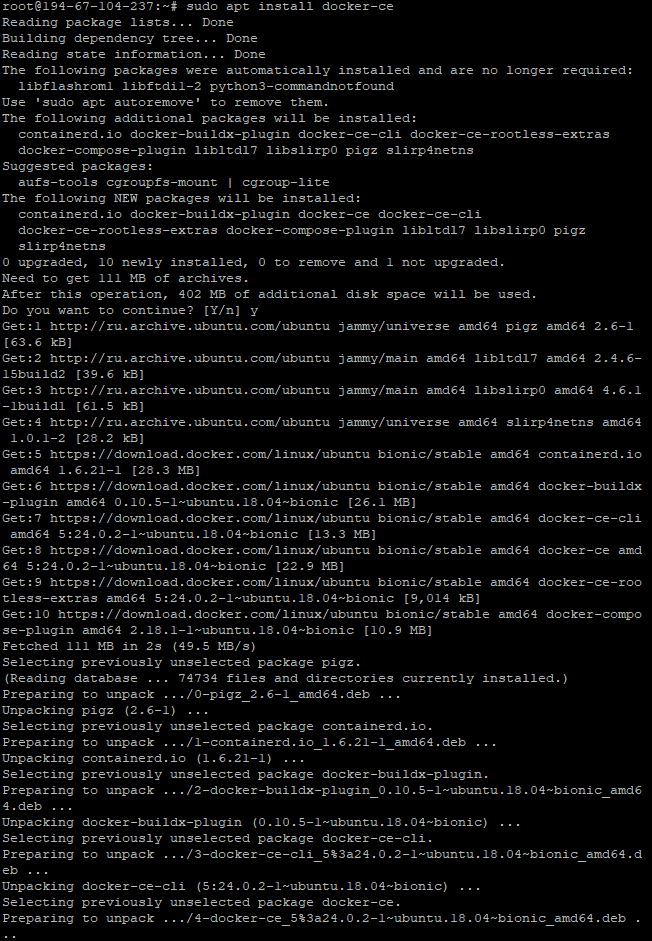 root@194-67-104-237:~# sudo apt install docker-ce
Reading package lists... Done
Building dependency tree... Done
Reading state information... Done
The following packages were automatically installed and are no longer required:
  libflashrom1 libftdi1-2 python3-commandnotfound
Use 'sudo apt autoremove' to remove them.
The following additional packages will be installed:
  containerd.io docker-buildx-plugin docker-ce-cli docker-ce-rootless-extras
  docker-compose-plugin libltdl7 libslirp0 pigz slirp4netns
Suggested packages:
  aufs-tools cgroupfs-mount | cgroup-lite
The following NEW packages will be installed:
  containerd.io docker-buildx-plugin docker-ce docker-ce-cli
  docker-ce-rootless-extras docker-compose-plugin libltdl7 libslirp0 pigz
  slirp4netns
0 upgraded, 10 newly installed, 0 to remove and 1 not upgraded.
Need to get 111 MB of archives.
After this operation, 402 MB of additional disk space will be used.
Do you want to continue? [Y/n] y
Get:1 http://ru.archive.ubuntu.com/ubuntu jammy/universe amd64 pigz amd64 2.6-1
[63.6 kB]
Get:2 http://ru.archive.ubuntu.com/ubuntu jammy/main amd64 libltdl7 amd64 2.4.6-
15build2 [39.6 kB]
Get:3 http://ru.archive.ubuntu.com/ubuntu jammy/main amd64 libslirp0 amd64 4.6.1
-1build1 [61.5 kB]
Get:4 http://ru.archive.ubuntu.com/ubuntu jammy/universe amd64 slirp4netns amd64
 1.0.1-2 [28.2 kB]
Get:5 https://download.docker.com/linux/ubuntu bionic/stable amd64 containerd.io
 amd64 1.6.21-1 [28.3 MB]
Get:6 https://download.docker.com/linux/ubuntu bionic/stable amd64 docker-buildx
-plugin amd64 0.10.5-1~ubuntu.18.04~bionic [26.1 MB]
Get:7 https://download.docker.com/linux/ubuntu bionic/stable amd64 docker-ce-cli
 amd64 5:24.0.2-1~ubuntu.18.04~bionic [13.3 MB]
Get:8 https://download.docker.com/linux/ubuntu bionic/stable amd64 docker-ce amd
64 5:24.0.2-1~ubuntu.18.04~bionic [22.9 MB]
Get:9 https://download.docker.com/linux/ubuntu bionic/stable amd64 docker-ce-roo
tless-extras amd64 5:24.0.2-1~ubuntu.18.04~bionic [9,014 kB]
Get:10 https://download.docker.com/linux/ubuntu bionic/stable amd64 docker-compo
se-plugin amd64 2.18.1-1~ubuntu.18.04~bionic [10.9 MB]
Fetched 111 MB in 2s (49.5 MB/s)
Selecting previously unselected package pigz.
(Reading database ... 74734 files and directories currently installed.)
Preparing to unpack .../0-pigz_2.6-1_amd64.deb ...
Unpacking pigz (2.6-1) ...
Selecting previously unselected package containerd.io.
Preparing to unpack .../1-containerd.io_1.6.21-1_amd64.deb ...
Unpacking containerd.io (1.6.21-1) ...
Selecting previously unselected package docker-buildx-plugin.
Preparing to unpack .../2-docker-buildx-plugin_0.10.5-1~ubuntu.18.04~bionic_amd6
4.deb ...
Unpacking docker-buildx-plugin (0.10.5-1~ubuntu.18.04~bionic) ...
Selecting previously unselected package docker-ce-cli.
Preparing to unpack .../3-docker-ce-cli_5%3a24.0.2-1~ubuntu.18.04~bionic_amd64.d
eb ...
Unpacking docker-ce-cli (5:24.0.2-1~ubuntu.18.04~bionic) ...
Selecting previously unselected package docker-ce.
Preparing to unpack .../4-docker-ce_5%3a24.0.2-1~ubuntu.18.04~bionic_amd64.deb .
..